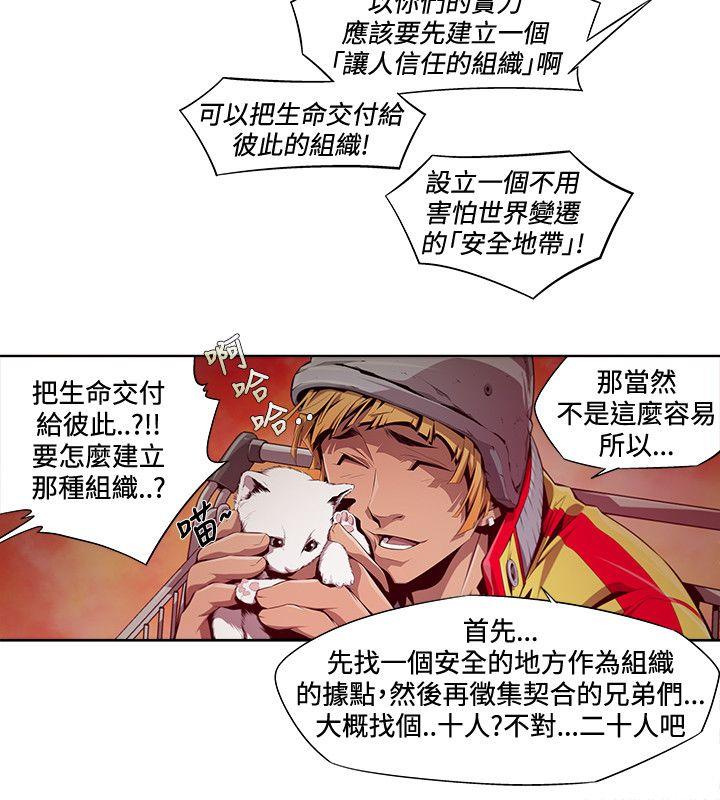 以你們的實力
應該要先建立一個
「讓人信任的組織」啊
可以把生命交付給
彼此的組織!
設立一個不用
害怕世界變遷
的「安全地帶」!
啊
哈
哈..
把生命交付
給彼此..?!!
要怎麼建立
那種組織..?
喵~
那當然
不是這麼容易
所以...
首先...
先找一個安全的地方作為組織
的據點,然後再徵集契合的兄弟們...
大概找個..十人?不對...二十人吧